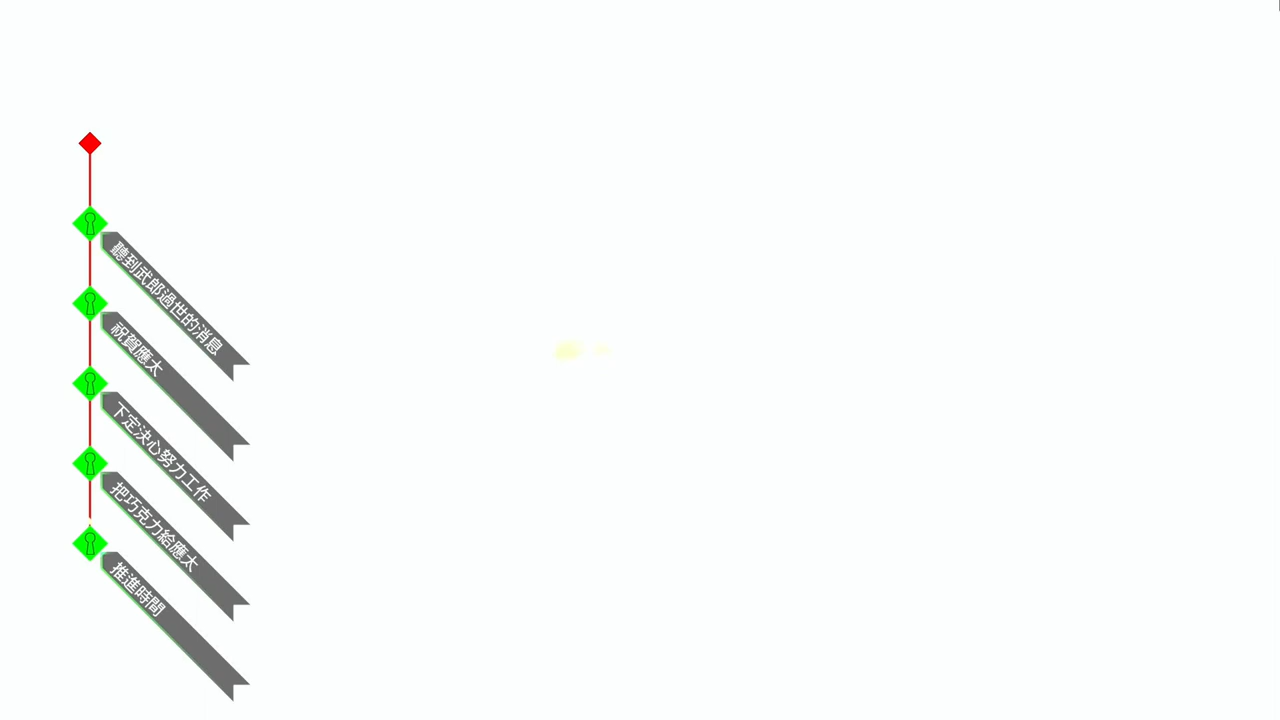 聽到武郎過世的消息
祝賀應太
下定決心努力工作
把巧克力給應太
推進時間